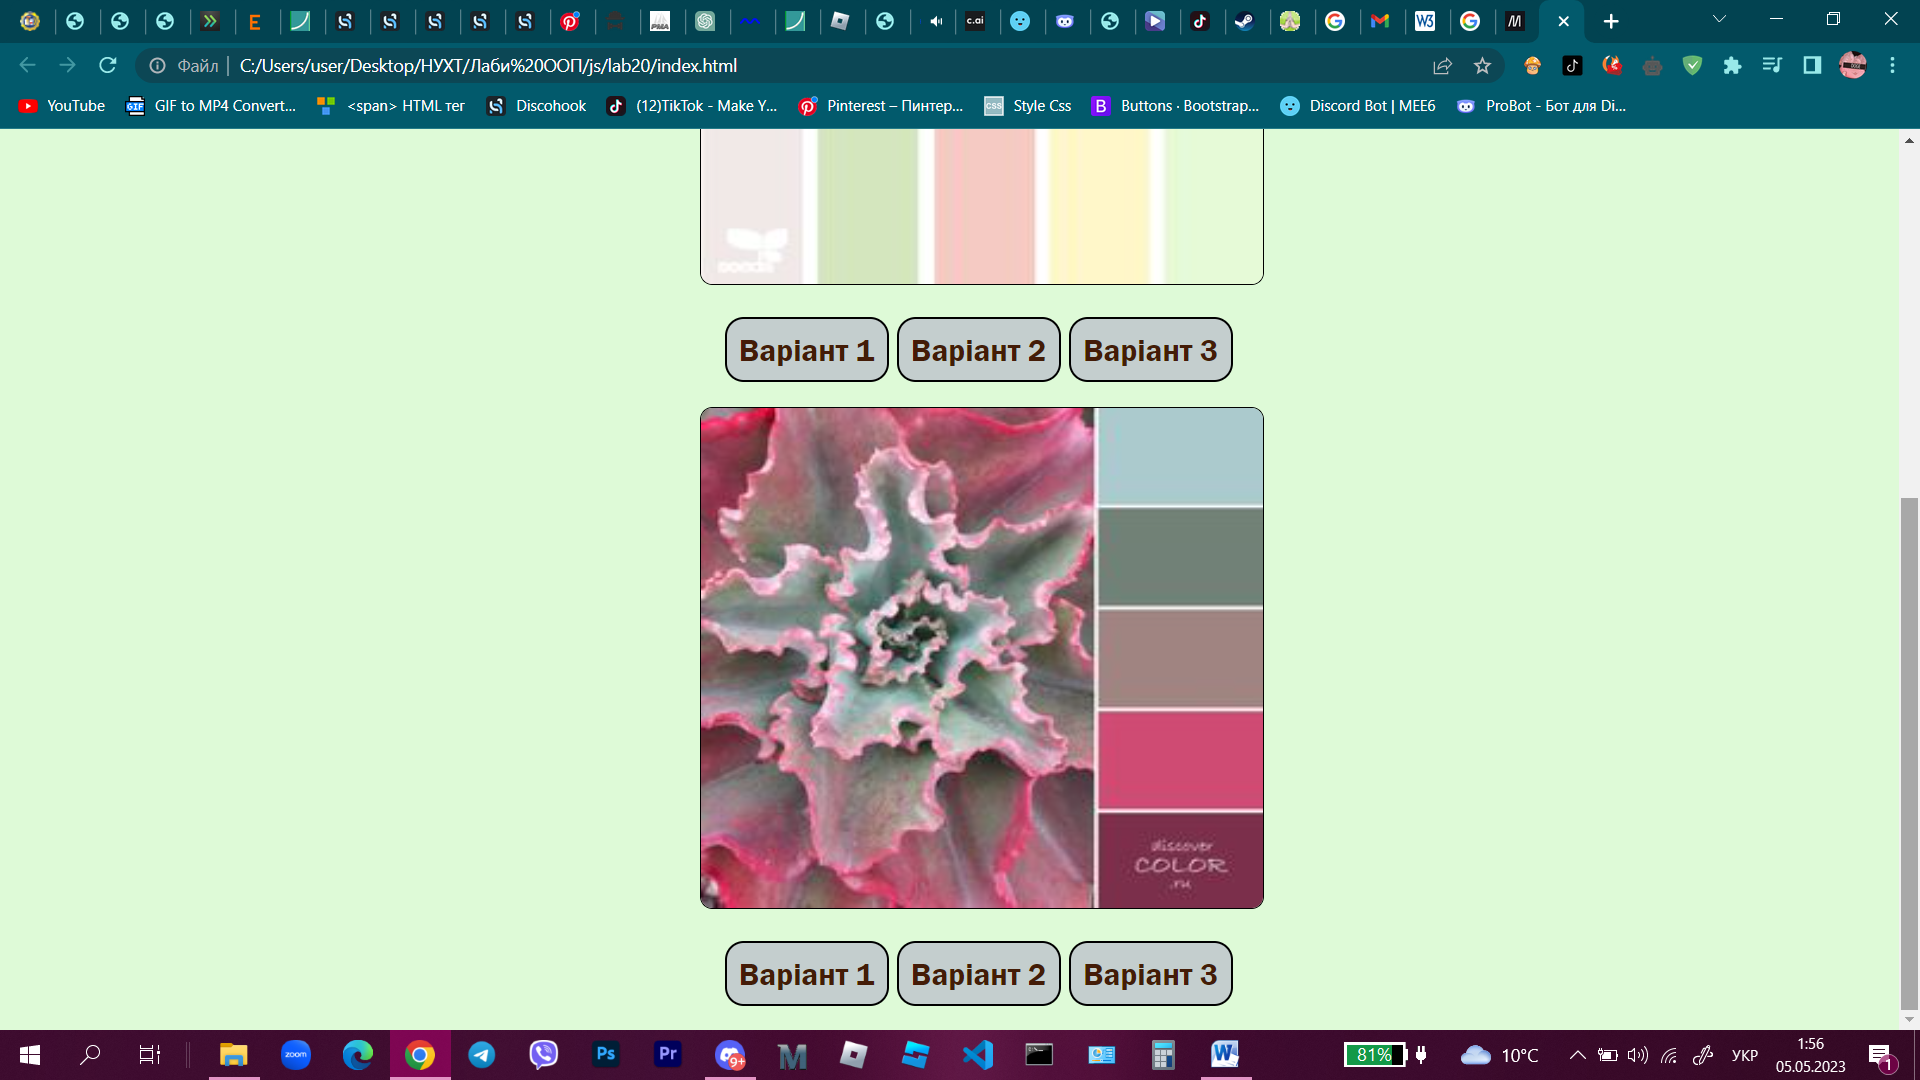 Файл
C:/Users/user/Desktop/НУХТ/Лаби%20ООП/js/lab20/index.html
YouTube
GIF to MP4 Convert...
<span> HTML тег
Discohook
(12)TikTok - Make Y...
Pinterest – Пинтер...
Style Css
Buttons · Bootstrap...
Discord Bot | MEE6
ProBot - Бот для Di...
Варіант 1
Варіант 2
Варіант 3
discover
COLOR
.ru
Варіант 1
Варіант 2
Варіант 3
81%
10°C
УКР
1:56
05.05.2023
1